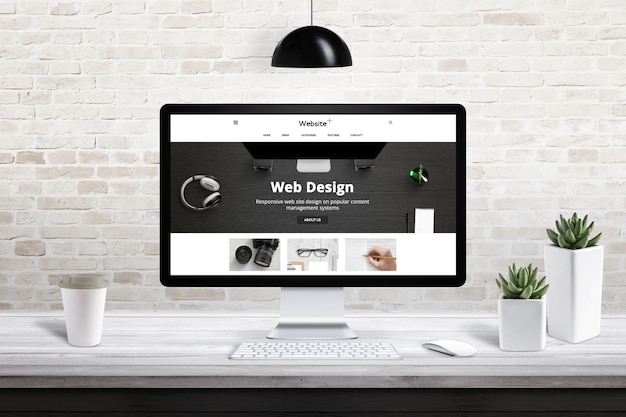 Website+
HOME NEWS CATEGORIES FEATURES CONTACT
Web Design
Responsive web site design on popular content
management systems
ABOUT US